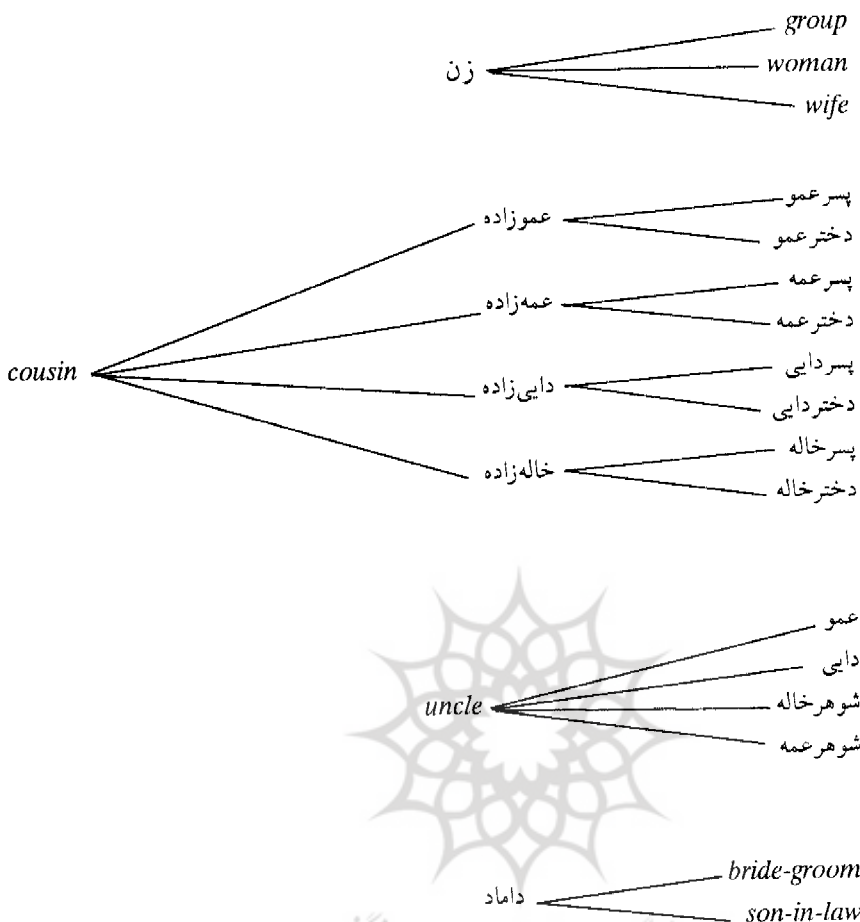 group
زن woman
wife
پسرعمو
عموزاده
دخترعمو
پسرعمه
عمه‌زاده
دخترعمه
cousin
پسردایی
دایی‌زاده
دختردایی
پسرخاله
خاله‌زاده
دخترخاله
عمو
دایی
uncle
شوهرخاله
شوهرعمه
bride-groom
داماد
son-in-law